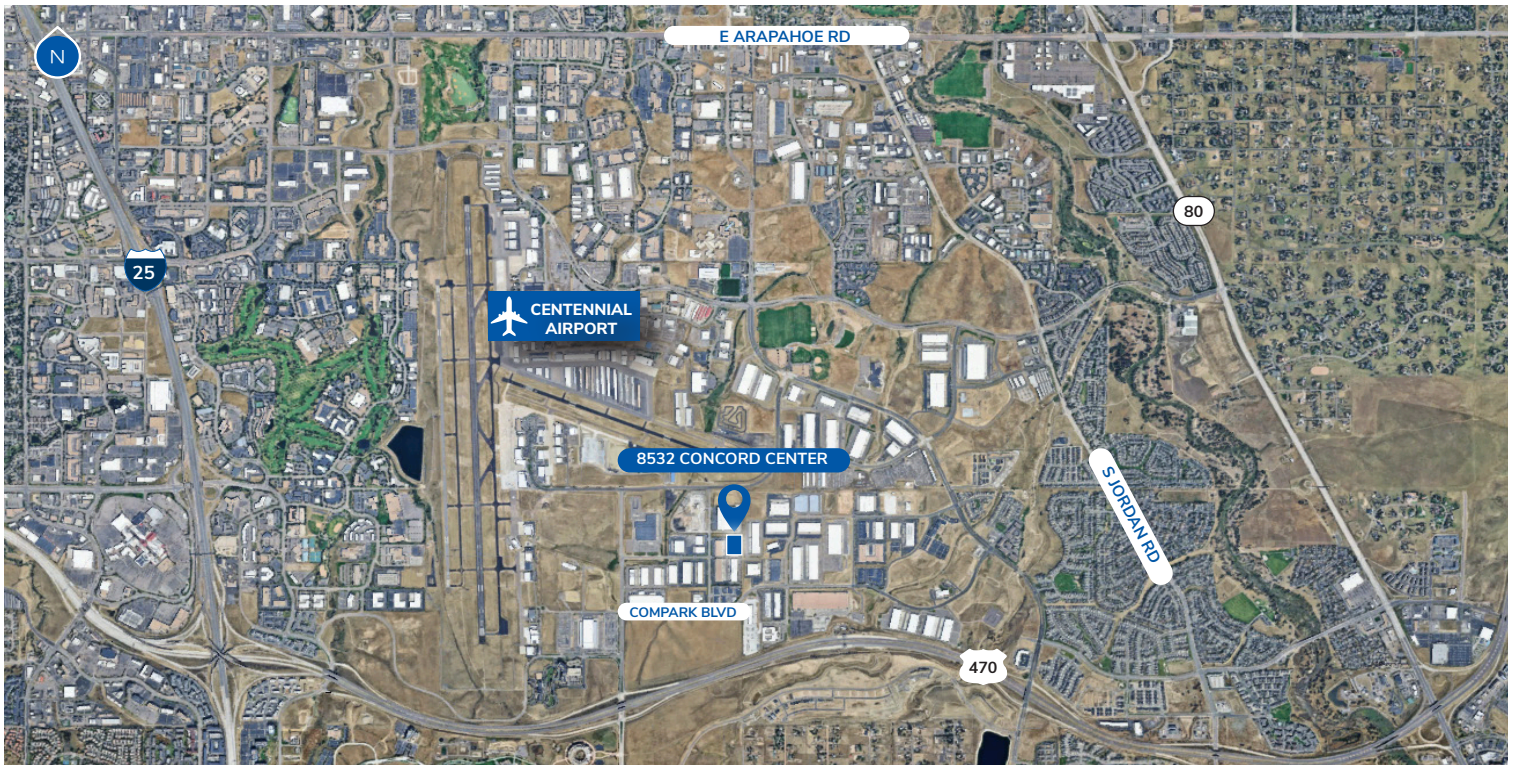 E ARAPAHOE RD
N
80
25
CENTENNIAL
AIRPORT
8532 CONCORD CENTER
S JORDAN RD
COMPARK BLVD
470